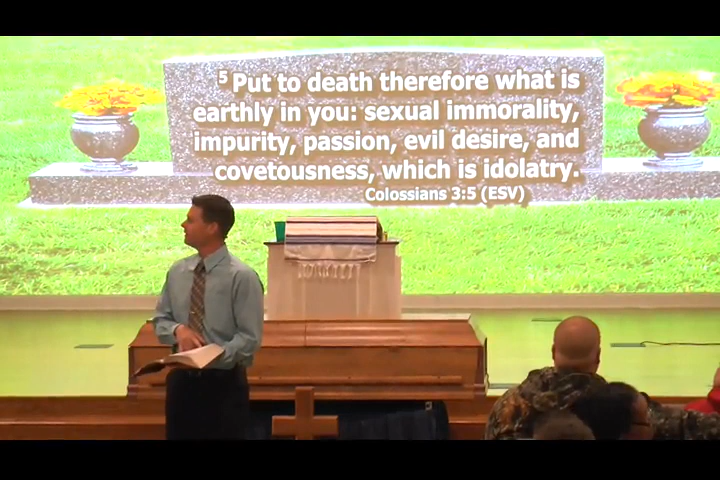 5 Put to death therefore what is
earthly in you: sexual immorality,
impurity, passion, evil desire, and
covetousness, which is idolatry.
Colossians 3:5 (ESV)